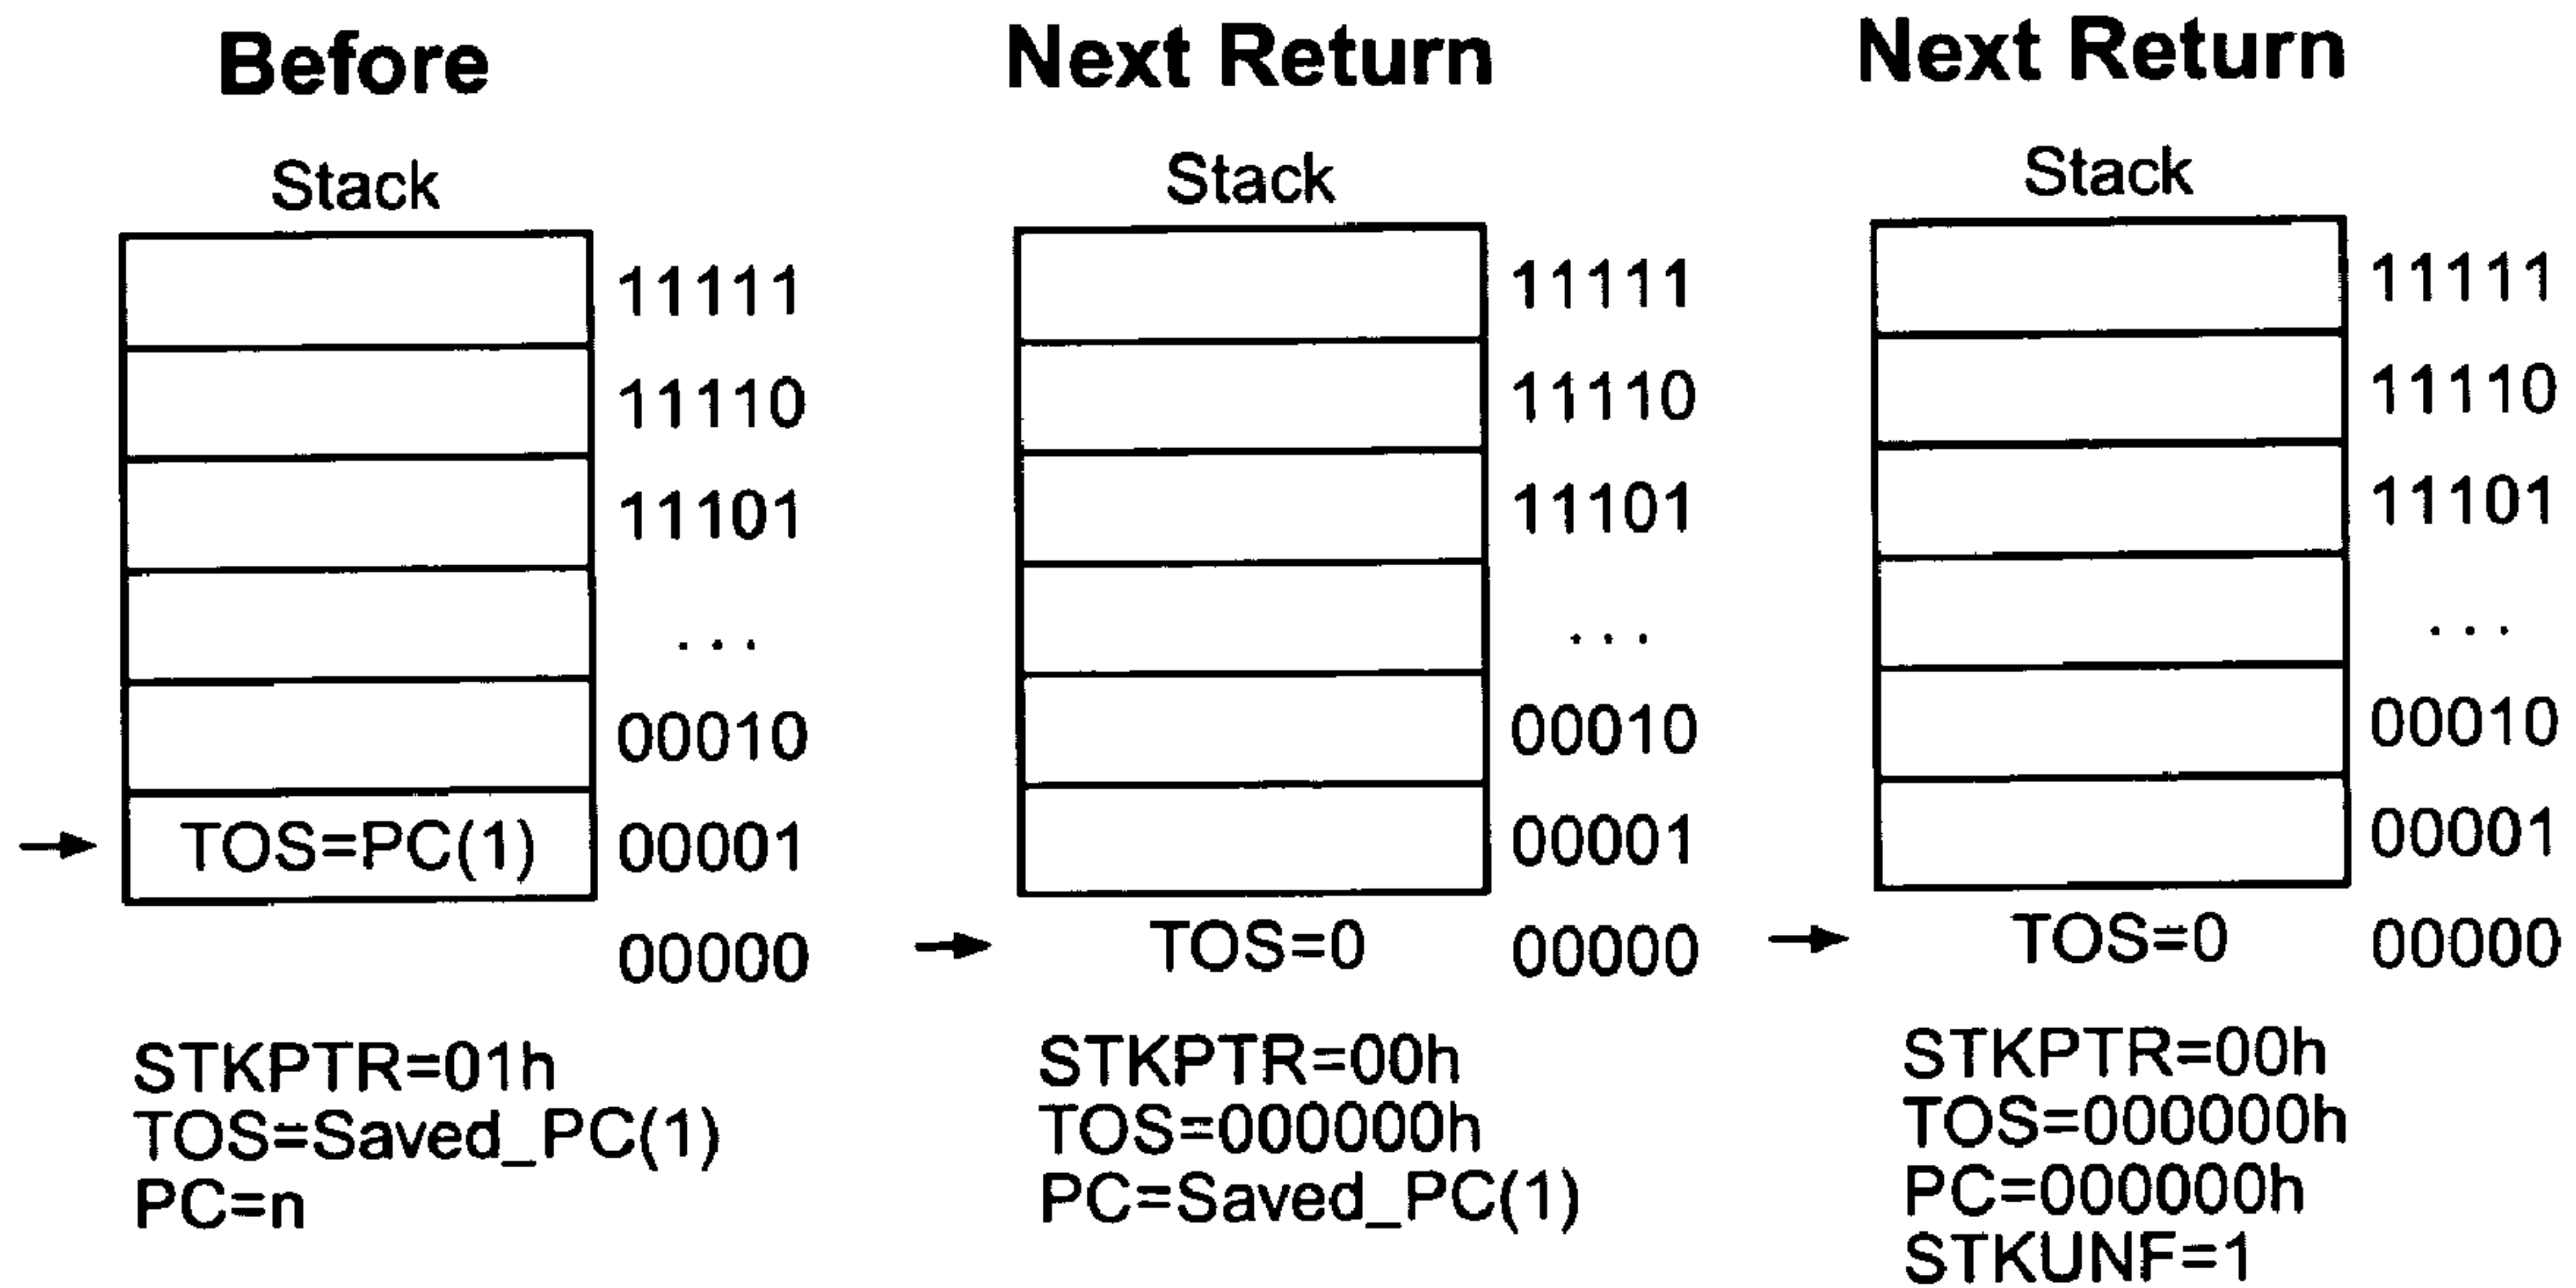 Before
Stack
11111
11110
11101
...
00010
TOS=PC(1) 00001
00000
STKPTR=01h
TOS=Saved_PC(1)
PC=n
Next Return
Stack
11111
11110
11101
...
00010
00001
TOS=0 00000
STKPTR=00h
TOS=000000h
PC=Saved_PC(1)
Next Return
Stack
11111
11110
11101
...
00010
00001
TOS=0 00000
STKPTR=00h
TOS=000000h
PC=000000h
STKUNF=1